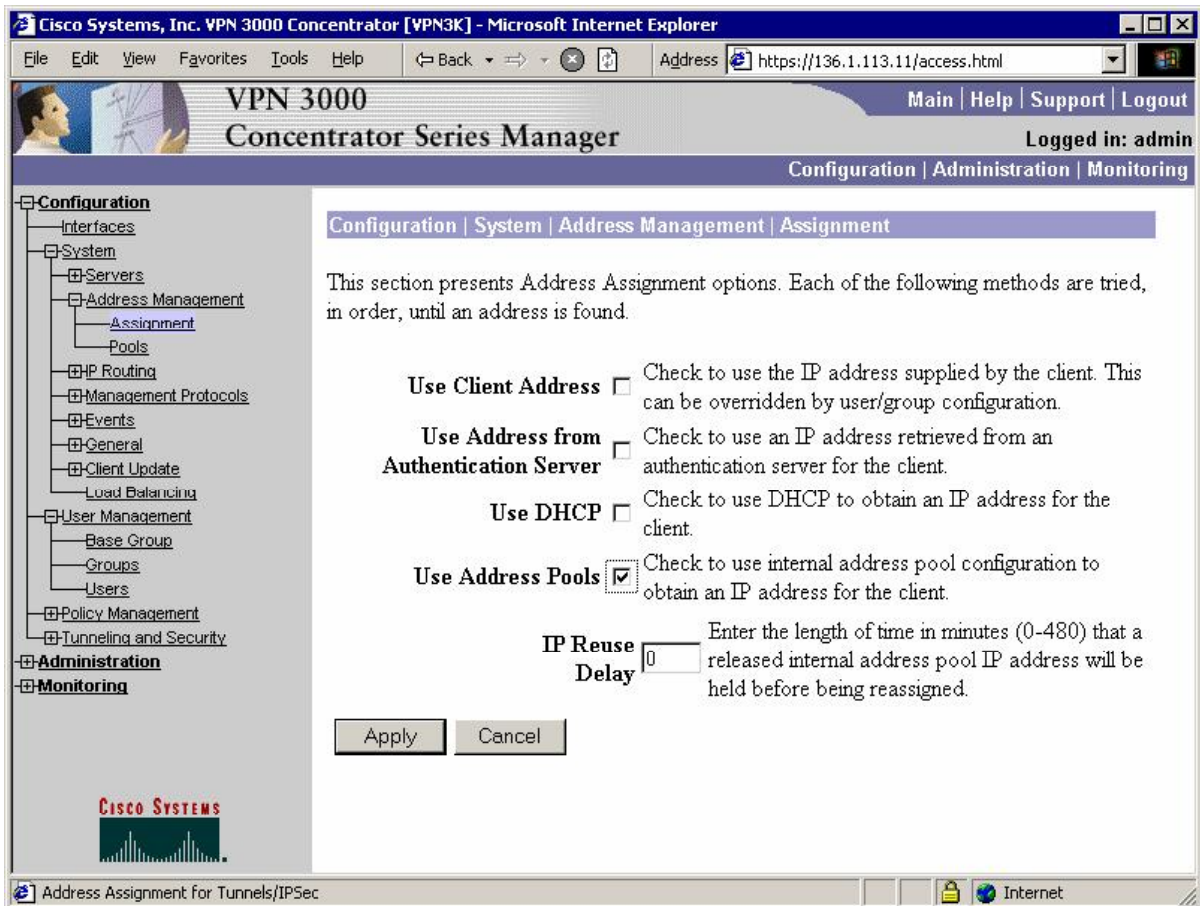 Cisco Systems, Inc. VPN 3000 Concentrator [VPN3K] - Microsoft Internet Explorer
File Edit View Favorites Tools Help Back Address https://136.1.113.11/access.html
VPN 3000
Concentrator Series Manager
Main | Help | Support | Logout
Logged in: admin
Configuration | Administration | Monitoring
Configuration
Interfaces
System
Servers
Address Management
Assignment
Pools
IP Routing
Management Protocols
Events
General
Client Update
Load Balancing
User Management
Base Group
Groups
Users
Policy Management
Tunneling and Security
Administration
Monitoring
CISCO SYSTEMS
Configuration | System | Address Management | Assignment
This section presents Address Assignment options. Each of the following methods are tried,
in order, until an address is found.
Use Client Address
Check to use the IP address supplied by the client. This
can be overridden by user/group configuration.
Use Address from
Authentication Server
Check to use an IP address retrieved from an
authentication server for the client.
Use DHCP
Check to use DHCP to obtain an IP address for the
client.
Use Address Pools
Check to use internal address pool configuration to
obtain an IP address for the client.
IP Reuse
Delay
0
Enter the length of time in minutes (0-480) that a
released internal address pool IP address will be
held before being reassigned.
Apply Cancel
Address Assignment for Tunnels/IPSec Internet